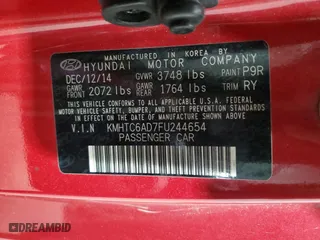 MANUFACTURED IN KOREA BY
HYUNDAI MOTOR COMPANY
DEC/12/14 GVWR 3748 lbs PAINT P9R
GAWR FRONT 2072 lbs GAWR REAR 1764 lbs TRIM RY
THIS VEHICLE CONFORMS TO ALL APPLICABLE U.S. FEDERAL
MOTOR VEHICLE SAFETY, BUMPER, AND THEFT PREVENTION
STANDARDS IN EFFECT ON THE DATE OF MANUFACTURE
SHOWN ABOVE.
V.I.N KMHTC6AD7FU244654
PASSENGER CAR